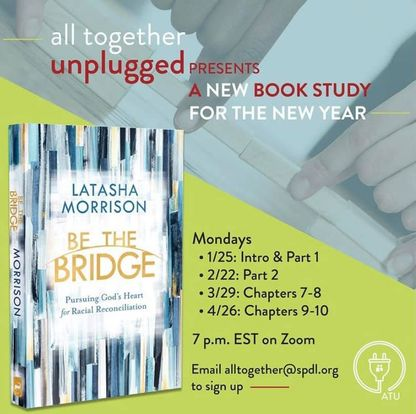 all together
unplugged PRESENTS
A NEW BOOK STUDY
FOR THE NEW YEAR
LATASHA
MORRISON
BE THE
BRIDGE
Pursuing God's Heart
for Racial Reconciliation
BE THE
BRIDGE
MORRISON
Mondays
• 1/25: Intro & Part 1
• 2/22: Part 2
• 3/29: Chapters 7-8
• 4/26: Chapters 9-10
7 p.m. EST on Zoom
Email alltogether@spdl.org
to sign up
ATU